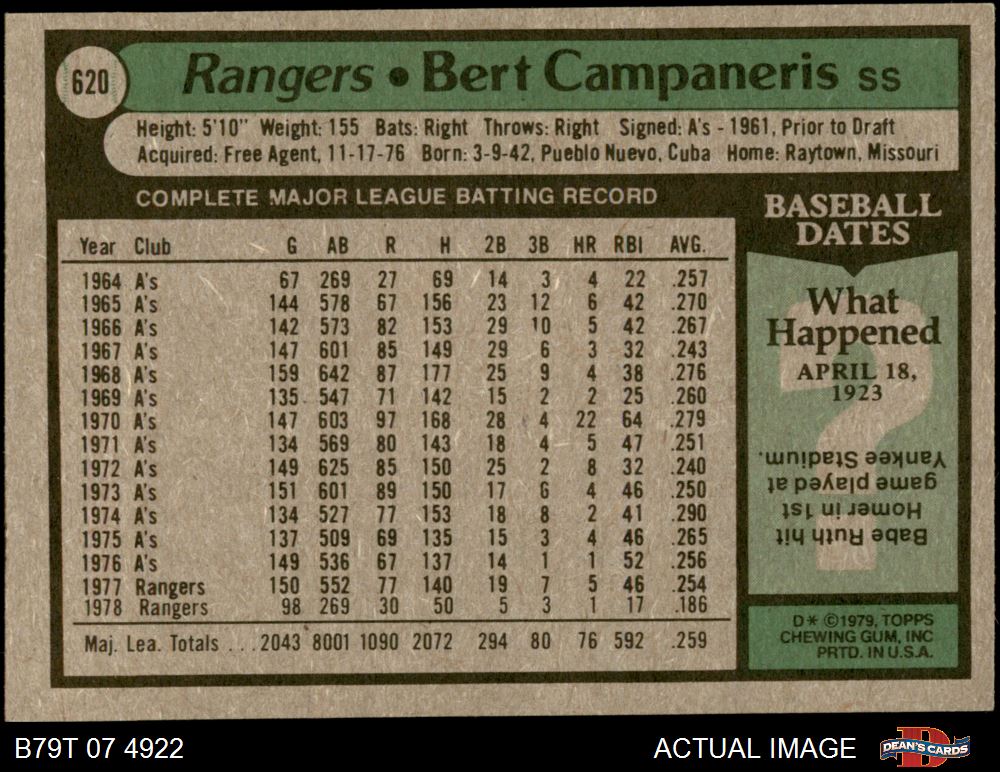 620
Rangers • Bert Campaneris SS
Height: 5'10" Weight: 155 Bats: Right Throws: Right Signed: A's - 1961, Prior to Draft
Acquired: Free Agent, 11-17-76 Born: 3-9-42, Pueblo Nuevo, Cuba Home: Raytown, Missouri
COMPLETE MAJOR LEAGUE BATTING RECORD
Year Club G AB R H 2B 3B HR RBI AVG.
1964 A's 67 269 27 69 14 3 4 22 .257
1965 A's 144 578 67 156 23 12 6 42 .270
1966 A's 142 573 82 153 29 10 5 42 .267
1967 A's 147 601 85 149 29 6 3 32 .243
1968 A's 159 642 87 177 25 9 4 38 .276
1969 A's 135 547 71 142 15 2 2 25 .260
1970 A's 147 603 97 168 28 4 22 64 .279
1971 A's 134 569 80 143 18 4 5 47 .251
1972 A's 149 625 85 150 25 2 8 32 .240
1973 A's 151 601 89 150 17 6 4 46 .250
1974 A's 134 527 77 153 18 8 2 41 .290
1975 A's 137 509 69 135 15 3 4 46 .265
1976 A's 149 536 67 137 14 1 1 52 .256
1977 Rangers 150 552 77 140 19 7 5 46 .254
1978 Rangers 98 269 30 50 5 3 1 17 .186
Maj. Lea. Totals ...2043 8001 1090 2072 294 80 76 592 .259
BASEBALL
DATES
What
Happened
APRIL 18,
1923
Babe Ruth hit
Homer in 1st
game played at
Yankee Stadium.
D* ©1979, TOPPS
CHEWING GUM, INC
PRTD. IN U.S.A.
B79T 07 4922
ACTUAL IMAGE
DEAN'S CARDS